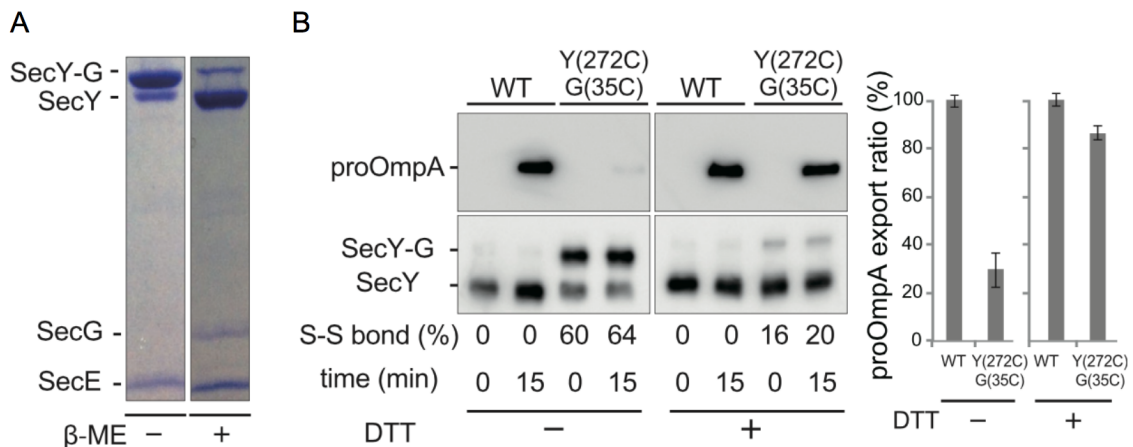 A
SecY-G
SecY
SecG
SecE
β-ME − +
B
WT Y(272C) G(35C) WT Y(272C) G(35C)
proOmpA
SecY-G
SecY
S-S bond (%) 0 0 60 64 0 0 16 20
time (min) 0 15 0 15 0 15 0 15
DTT − +
proOmpA export ratio (%)
100
80
60
40
20
0
WT Y(272C) G(35C) WT Y(272C) G(35C)
DTT − +